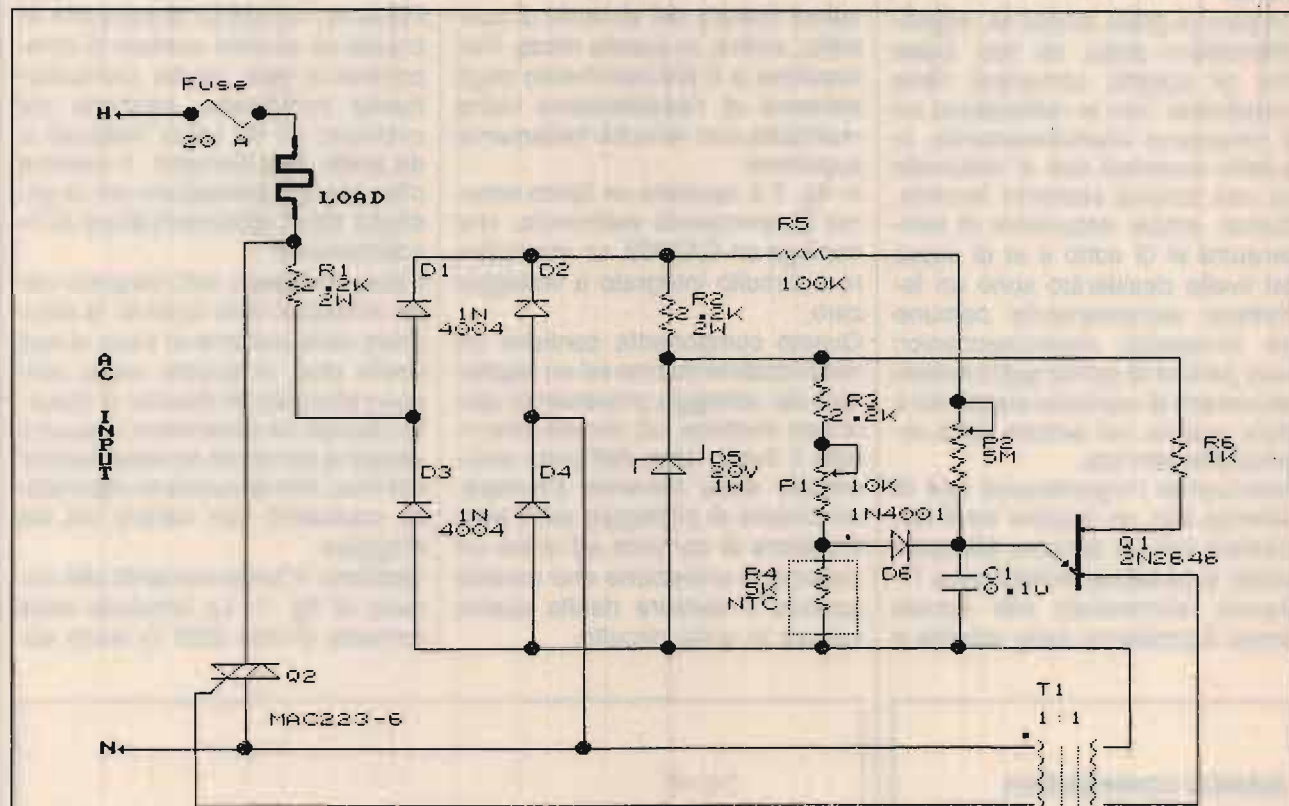 Fuse
H
20 A
LOAD
R1
2.2K
2W
D1
D2
1N
4004
R2
2.2K
2W
R5
100K
AC INPUT
D3
D4
1N
4004
D5
20V
1W
R3
2.2K
P1
10K
P2
5M
R6
1K
1N4001
D6
R4
5K
NTC
C1
0.1u
Q1
2N2646
Q2
MAC223-6
N
T1
1:1